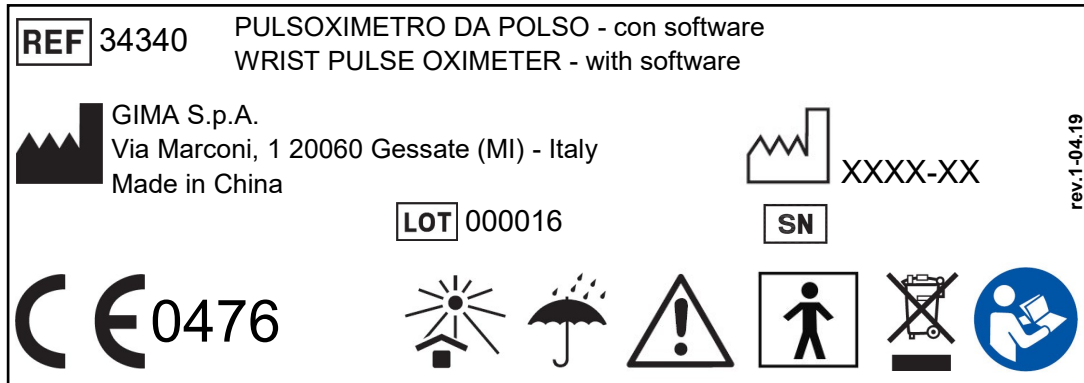 REF 34340
PULSOXIMETRO DA POLSO - con software
WRIST PULSE OXIMETER - with software
GIMA S.p.A.
Via Marconi, 1 20060 Gessate (MI) - Italy
Made in China
XXXX-XX
rev.1-04.19
LOT 000016
SN
CE 0476